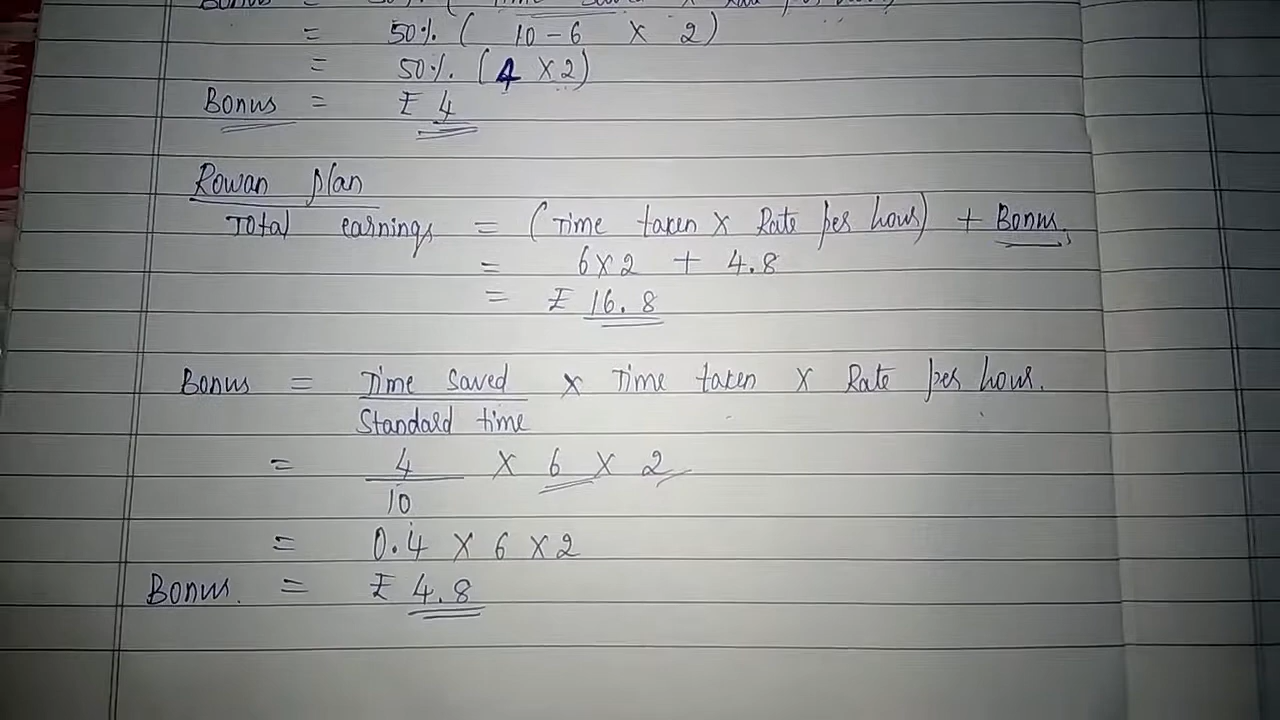 = 50% ( 10 - 6 X 2)
= 50% (4 X 2)
Bonus = ₹ 4
Rowan plan
Total earnings = (Time taken X Rate per hour) + Bonus,
= 6 X 2 + 4.8
= ₹ 16.8
Bonus = Time Saved X Time taken X Rate per hour.
Standard time
= 4 X 6 X 2
10
= 0.4 X 6 X 2
Bonus. = ₹ 4.8